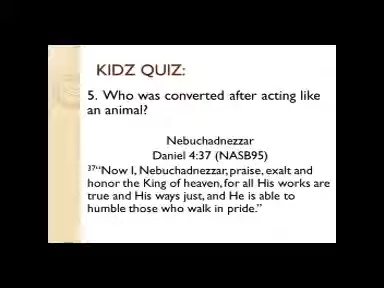 KIDZ QUIZ:
5. Who was converted after acting like
an animal?
Nebuchadnezzar
Daniel 4:37 (NASB95)
37“Now I, Nebuchadnezzar, praise, exalt and
honor the King of heaven, for all His works are
true and His ways just, and He is able to
humble those who walk in pride.”